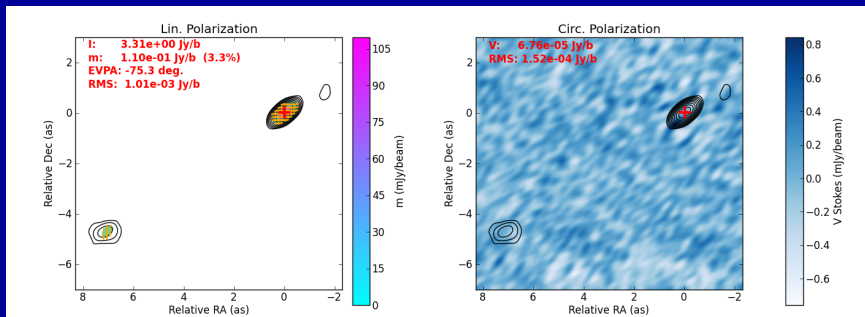 Lin. Polarization
I: 3.31e+00 Jy/b
m: 1.10e-01 Jy/b (3.3%)
EVPA: -75.3 deg.
RMS: 1.01e-03 Jy/b
Relative Dec (as)
2
0
−2
−4
−6
8 6 4 2 0 −2
Relative RA (as)
105
90
75
60
45
30
15
0
m (mJy/beam)
Circ. Polarization
V: 6.76e-05 Jy/b
RMS: 1.52e-04 Jy/b
Relative Dec (as)
2
0
−2
−4
−6
8 6 4 2 0 −2
Relative RA (as)
0.8
0.6
0.4
0.2
0.0
−0.2
−0.4
−0.6
V Stokes (mJy/beam)